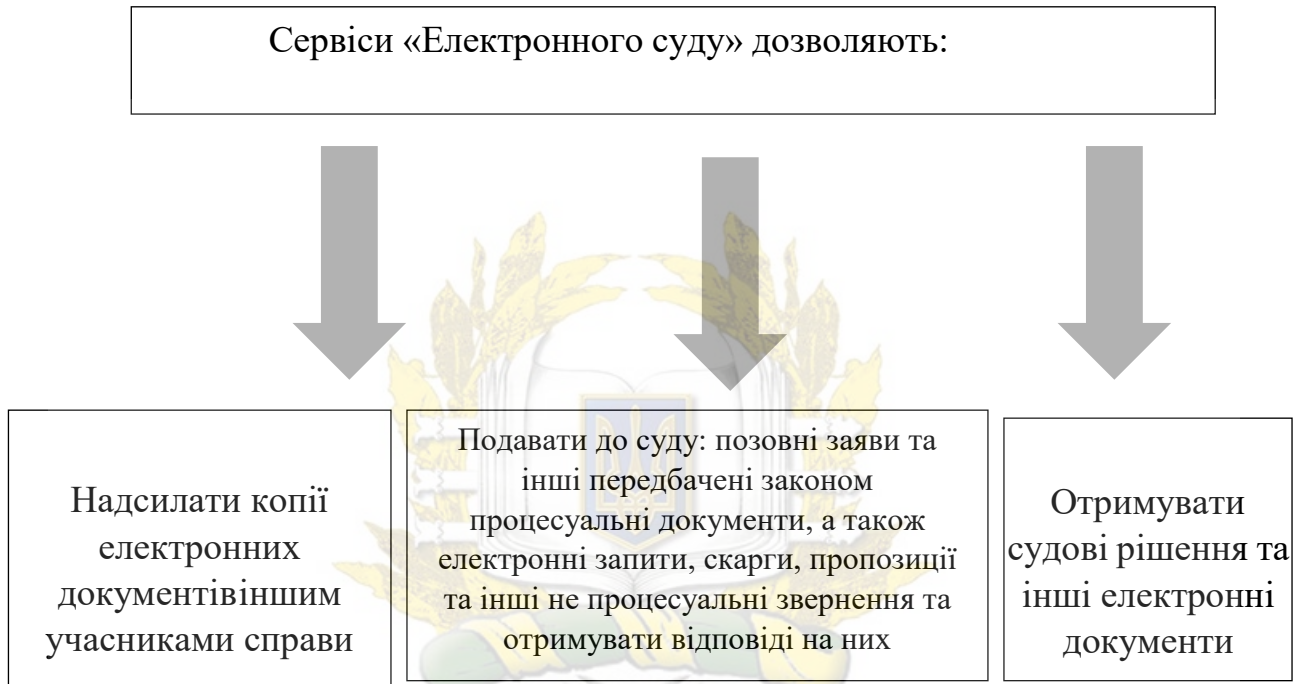 Сервіси «Електронного суду» дозволяють:
Надсилати копії
електронних
документівіншим
учасниками справи
Подавати до суду: позовні заяви та
інші передбачені законом
процесуальні документи, а також
електронні запити, скарги, пропозиції
та інші не процесуальні звернення та
отримувати відповіді на них
Отримувати
судові рішення та
інші електронні
документи